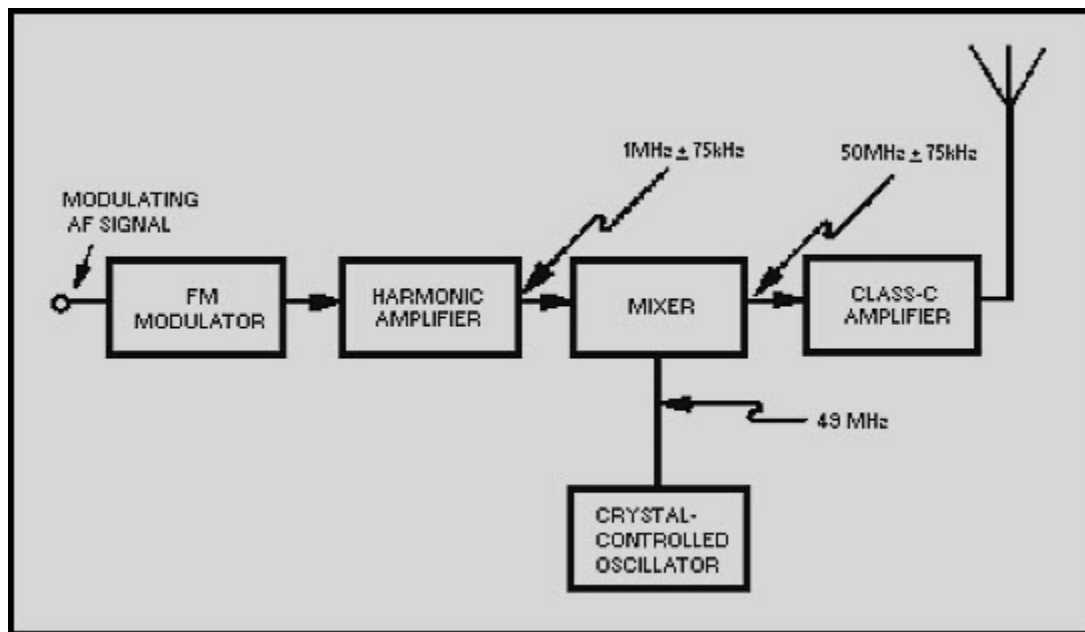 1MHz ± 75kHz
50MHz ± 75kHz
MODULATING
AF SIGNAL
FM
MODULATOR
HARMONIC
AMPLIFIER
MIXER
CLASS-C
AMPLIFIER
49 MHz
CRYSTAL-
CONTROLLED
OSCILLATOR